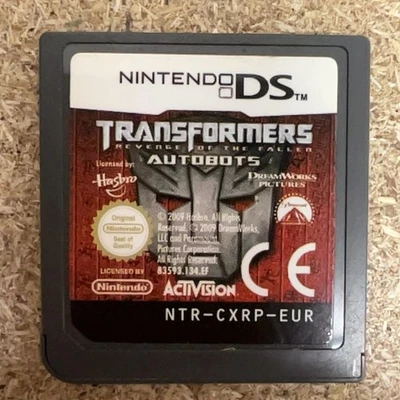 NINTENDO DS™
TRANSFORMERS
REVENGE OF THE FALLEN
AUTOBOTS
Licensed by:
Hasbro
DREAMWORKS
PICTURES
Paramount
Original
Nintendo
Seal of
Quality
© 2009 Hasbro. All Rights
Reserved. © 2009 DreamWorks,
LLC and Paramount
Pictures Corporation.
All Rights Reserved.
83593.134.EF
LICENSED BY
Nintendo
ACTIVISION
CE
NTR-CXRP-EUR